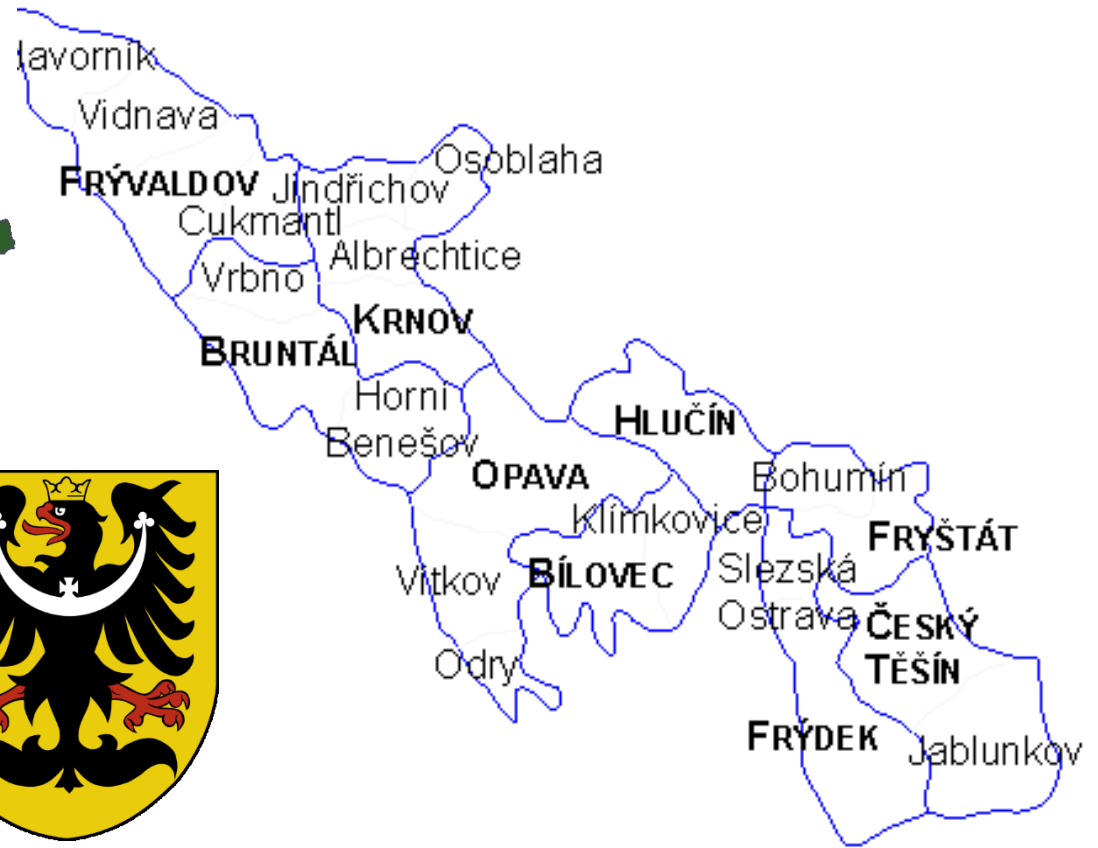 Javorník
Vidnava
Osoblaha
FRÝVALDOV
Jindřichov
Cukmantl
Albrechtice
Vrbno
KRNOV
BRUNTÁL
Horní
Benešov
HLUČÍN
OPAVA
Bohumín
Klimkovice
FRYŠTÁT
Vítkov
BÍLOVEC
Slezská
Ostrava
ČESKÝ
TĚŠÍN
Odry
FRÝDEK
Jablunkov